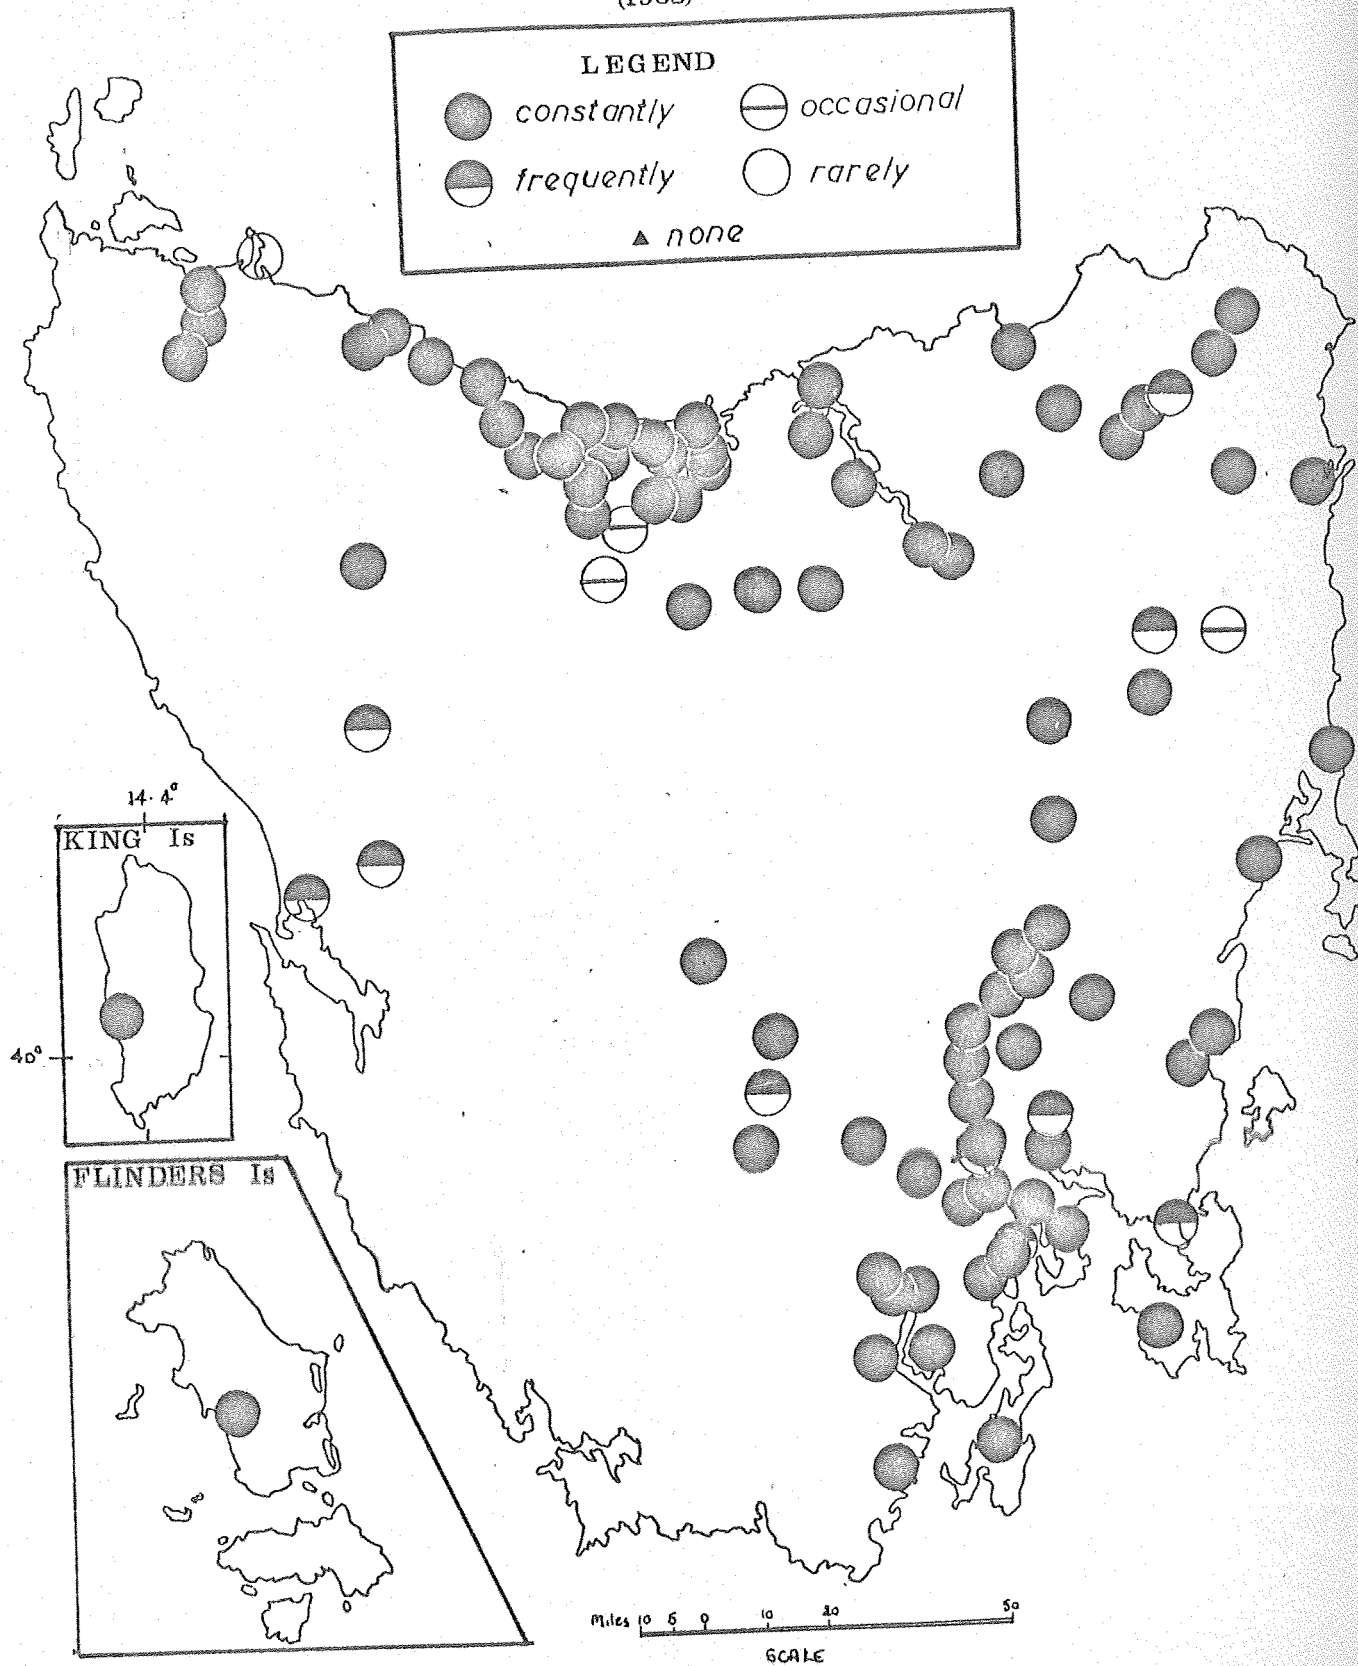 LEGEND
constantly
occasional
frequently
rarely
▲ none
14.4°
KING Is
40°
FLINDERS Is
Miles 10 5 0 10 20 50
SCALE